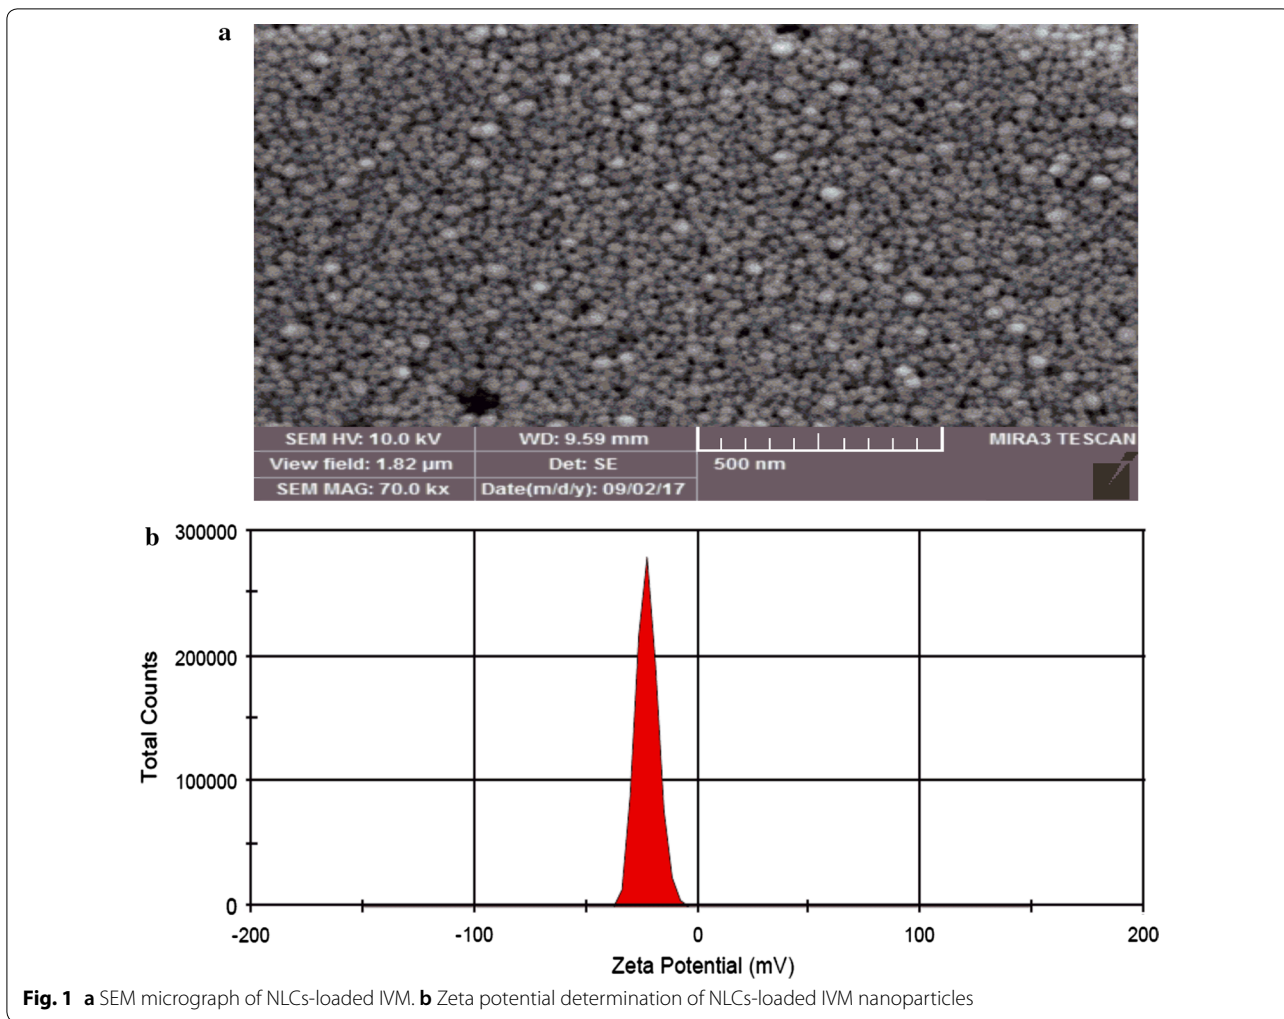 a
SEM HV: 10.0 kV WD: 9.59 mm MIRA3 TESCAN
View field: 1.82 µm Det: SE 500 nm
SEM MAG: 70.0 kx Date(m/d/y): 09/02/17
b
300000
200000
100000
0
Total Counts
-200 -100 0 100 200
Zeta Potential (mV)
Fig. 1 a SEM micrograph of NLCs-loaded IVM. b Zeta potential determination of NLCs-loaded IVM nanoparticles